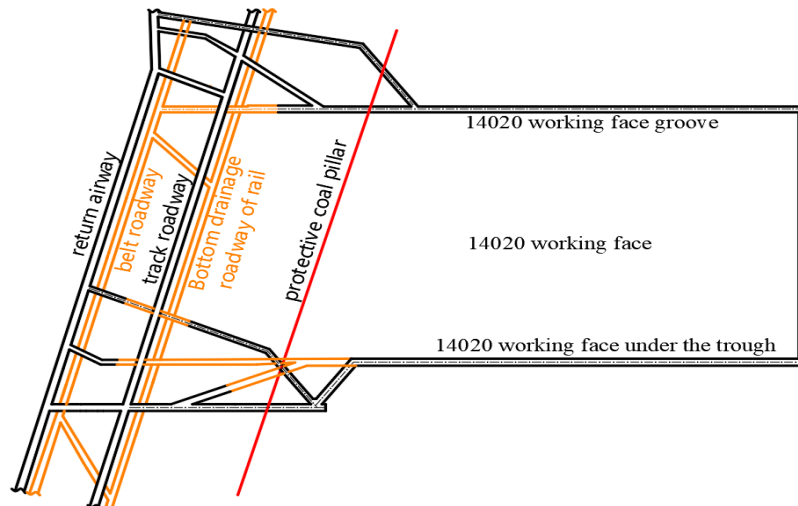 14020 working face groove
return airway
belt roadway
track roadway
Bottom drainage
roadway of rail
protective coal pillar
14020 working face
14020 working face under the trough